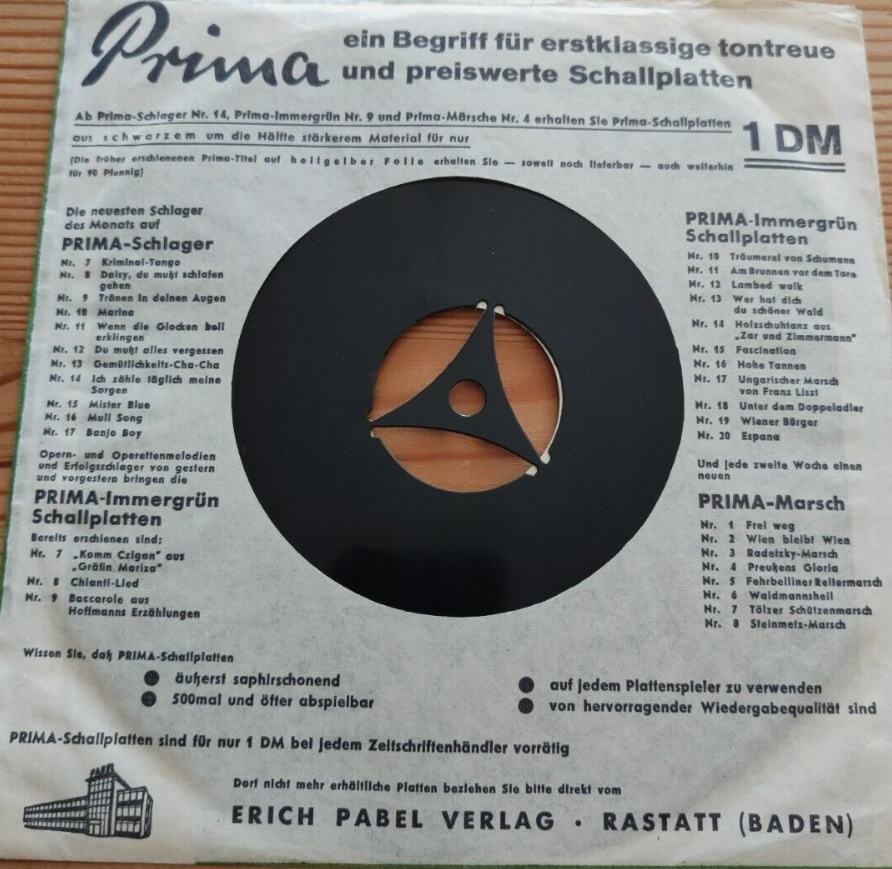 Prima
ein Begriff für erstklassige tontreue
und preiswerte Schallplatten
Ab Prima-Schlager Nr. 14, Prima-Immergrün Nr. 9 und Prima-Märsche Nr. 4 erhalten Sie Prima-Schallplatten
aus schwarzem um die Hälfte stärkerem Material für nur
1 DM
(Die früher erschienenen Prima-Titel auf hellgelber Folie erhalten Sie — soweit noch lieferbar — auch weiterhin
für 90 Pfennig)
Die neuesten Schlager
des Monats auf
PRIMA-Schlager
Nr. 7 Kriminal-Tango
Nr. 8 Daisy, du mußt schlafen
gehen
Nr. 9 Tränen in deinen Augen
Nr. 10 Marina
Nr. 11 Wenn die Glocken hell
erklingen
Nr. 12 Du mußt alles vergessen
Nr. 13 Gemütlichkeits-Cha-Cha
Nr. 14 Ich zähle täglich meine
Sorgen
Nr. 15 Mister Blue
Nr. 16 Muli Song
Nr. 17 Banjo Boy
Opern- und Operettenmelodien
und Erfolgsschlager von gestern
und vorgestern bringen die
PRIMA-Immergrün
Schallplatten
Bereits erschienen sind:
Nr. 7 „Komm Czigan" aus
„Gräfin Mariza"
Nr. 8 Chianti-Lied
Nr. 9 Baccarole aus
Hoffmanns Erzählungen
PRIMA-Immergrün
Schallplatten
Nr. 10 Träumerei von Schumann
Nr. 11 Am Brunnen vor dem Tore
Nr. 12 Lambed walk
Nr. 13 Wer hat dich
du schöner Wald
Nr. 14 Holzschuhtanz aus
„Zar und Zimmermann"
Nr. 15 Fascination
Nr. 16 Hohe Tannen
Nr. 17 Ungarischer Marsch
von Franz Liszt
Nr. 18 Unter dem Doppeladler
Nr. 19 Wiener Bürger
Nr. 20 Espana
Und jede zweite Woche einen
neuen
PRIMA-Marsch
Nr. 1 Frei weg
Nr. 2 Wien bleibt Wien
Nr. 3 Radetzky-Marsch
Nr. 4 Preußens Gloria
Nr. 5 Fehrbelliner Reitermarsch
Nr. 6 Waidmannsheil
Nr. 7 Tölzer Schützenmarsch
Nr. 8 Steinmetz-Marsch
Wissen Sie, daß PRIMA-Schallplatten
äußerst saphirschonend
500mal und öfter abspielbar
auf jedem Plattenspieler zu verwenden
von hervorragender Wiedergabequalität sind
PRIMA-Schallplatten sind für nur 1 DM bei jedem Zeitschriftenhändler vorrätig
PABEL
Dort nicht mehr erhältliche Platten beziehen Sie bitte direkt vom
ERICH PABEL VERLAG · RASTATT (BADEN)